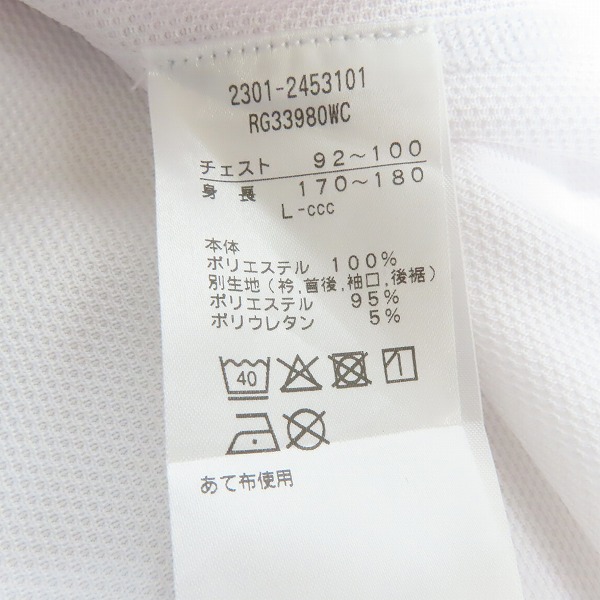 2301-2453101
RG33980WC
チェスト 92～100
身長 170～180
L-ccc
本体
ポリエステル 100%
別生地(衿,首後,袖口,後裾)
ポリエステル 95%
ポリウレタン 5%
40
あて布使用